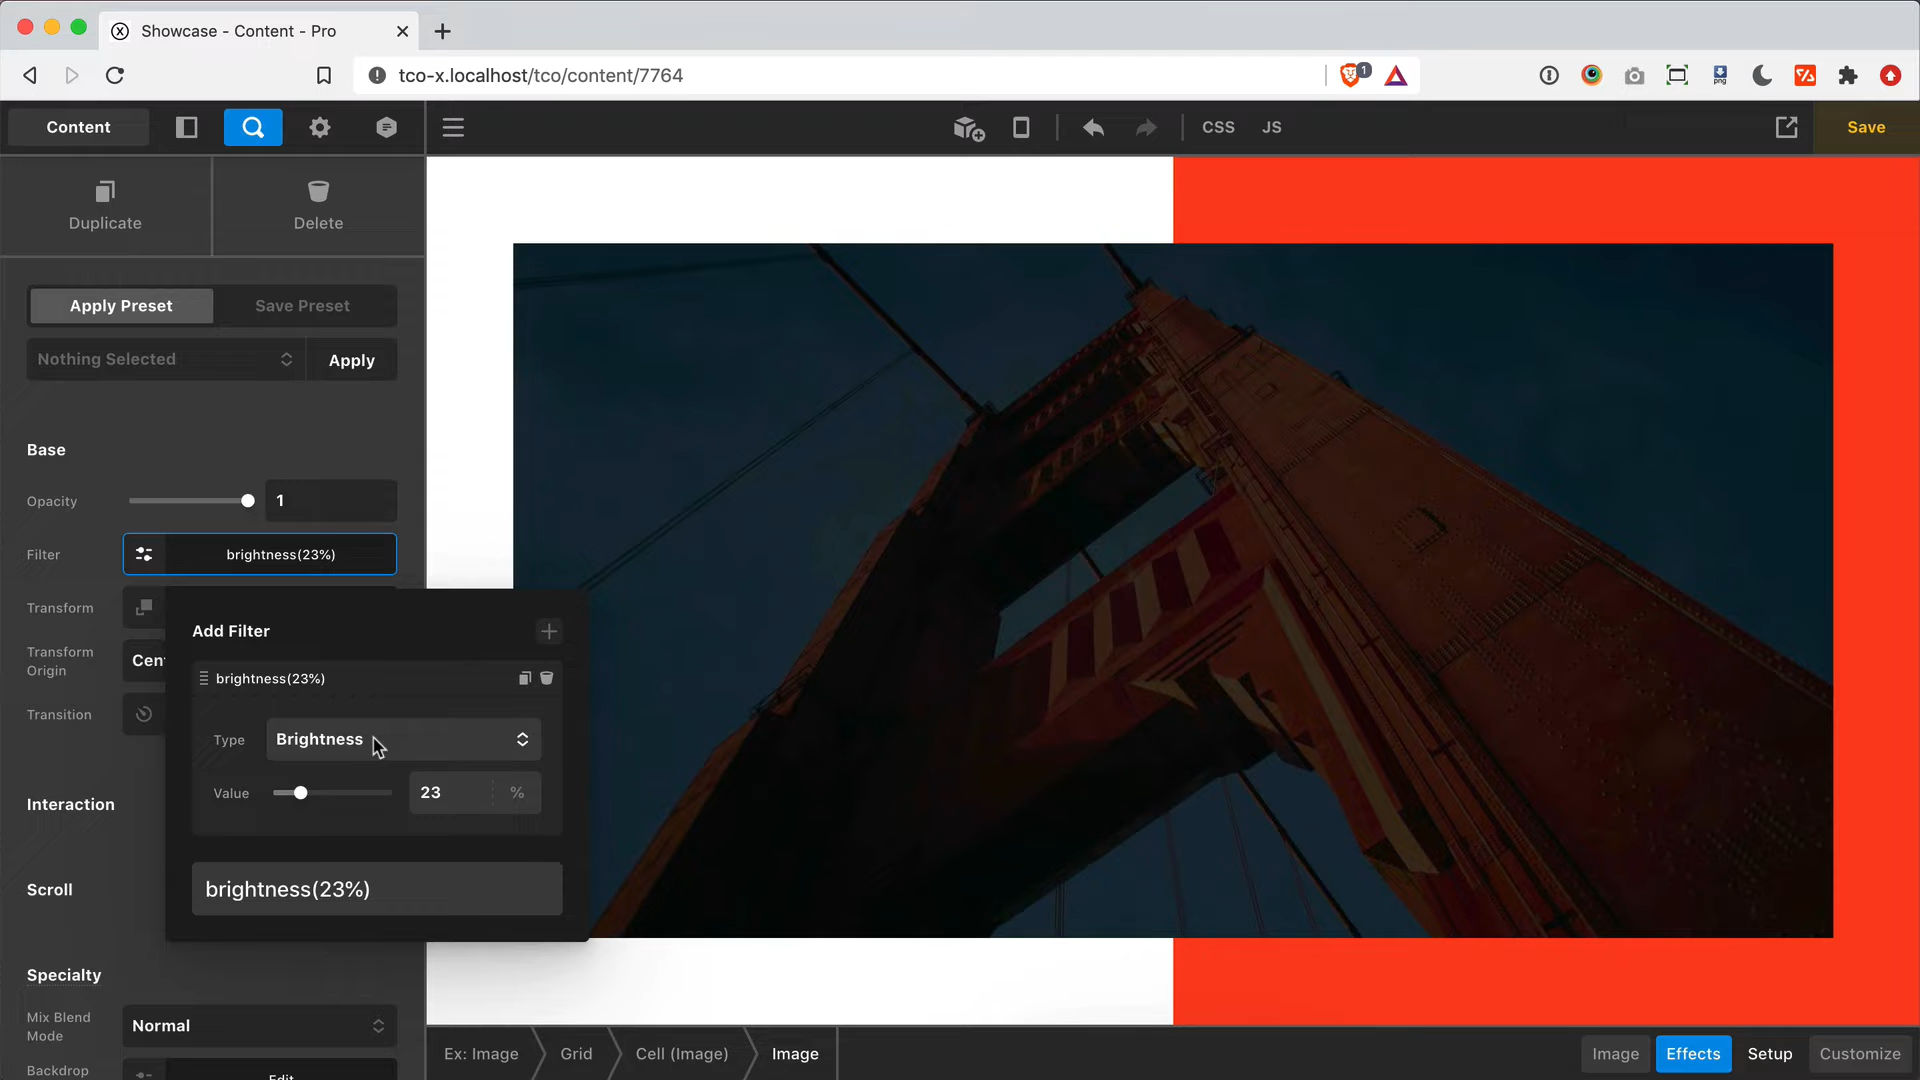 Showcase - Content - Pro
tco-x.localhost/tco/content/7764
1
png
Content
CSS
JS
Save
Duplicate
Delete
Apply Preset
Save Preset
Nothing Selected
Apply
Base
Opacity
1
Filter
brightness(23%)
Transform
Add Filter
Transform Origin
Cen
brightness(23%)
Transition
Type
Brightness
Value
23
%
Interaction
Scroll
brightness(23%)
Specialty
Mix Blend Mode
Normal
Backdrop
Edit
Ex: Image
Grid
Cell (Image)
Image
Image
Effects
Setup
Customize